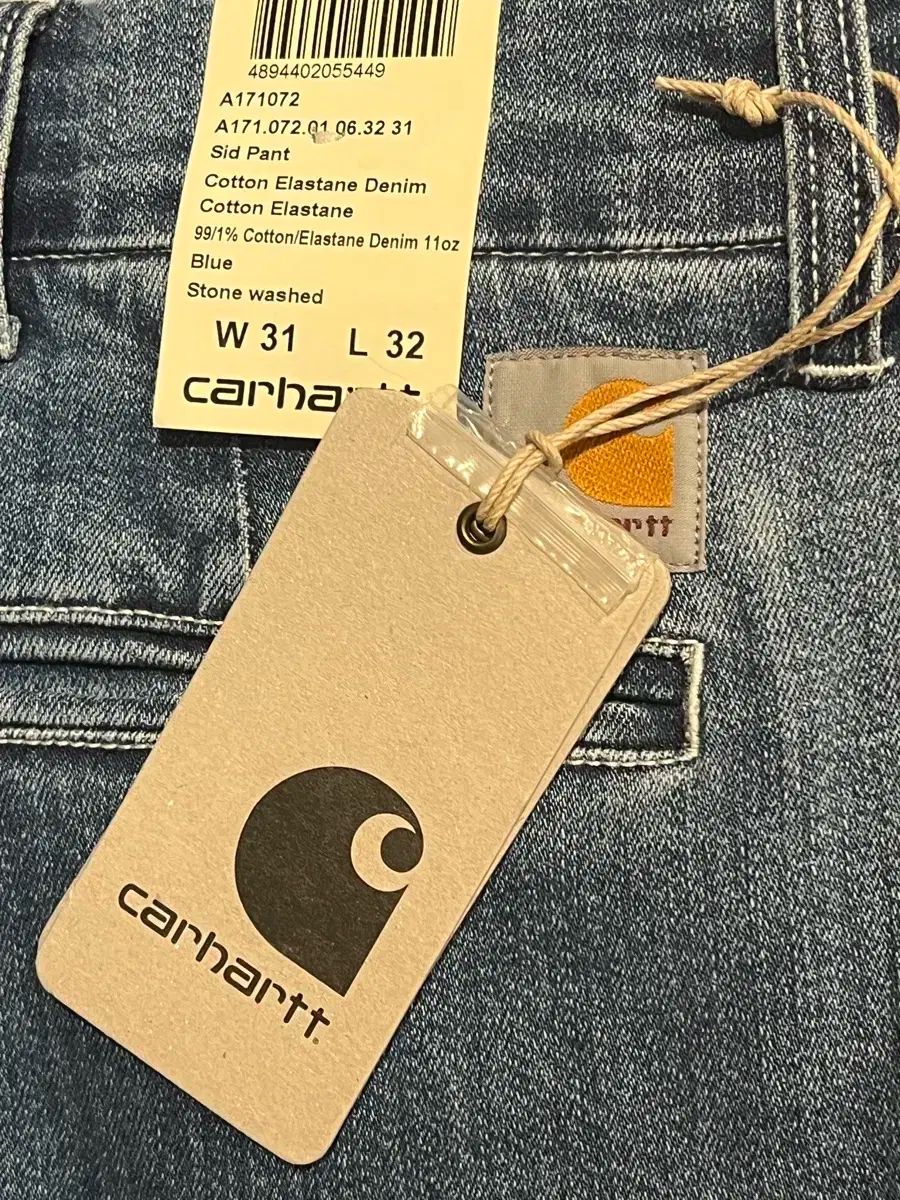 4894402055449
A171072
A171.072.01 06.32 31
Sid Pant
Cotton Elastane Denim
Cotton Elastane
99/1% Cotton/Elastane Denim 11oz
Blue
Stone washed
W 31 L 32
carhartt
carhartt